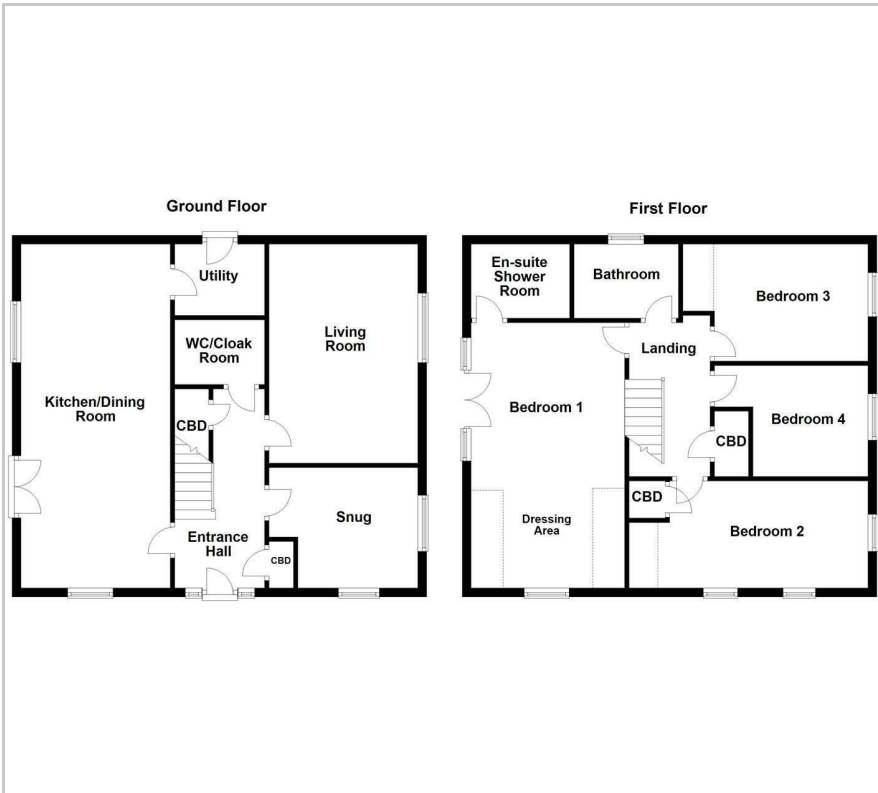 Ground Floor
Utility
WC/Cloak
Room
Living
Room
Kitchen/Dining
Room
CBD
Snug
Entrance
Hall
CBD
First Floor
En-suite
Shower
Room
Bathroom
Bedroom 3
Landing
Bedroom 1
Bedroom 4
CBD
CBD
Dressing
Area
Bedroom 2